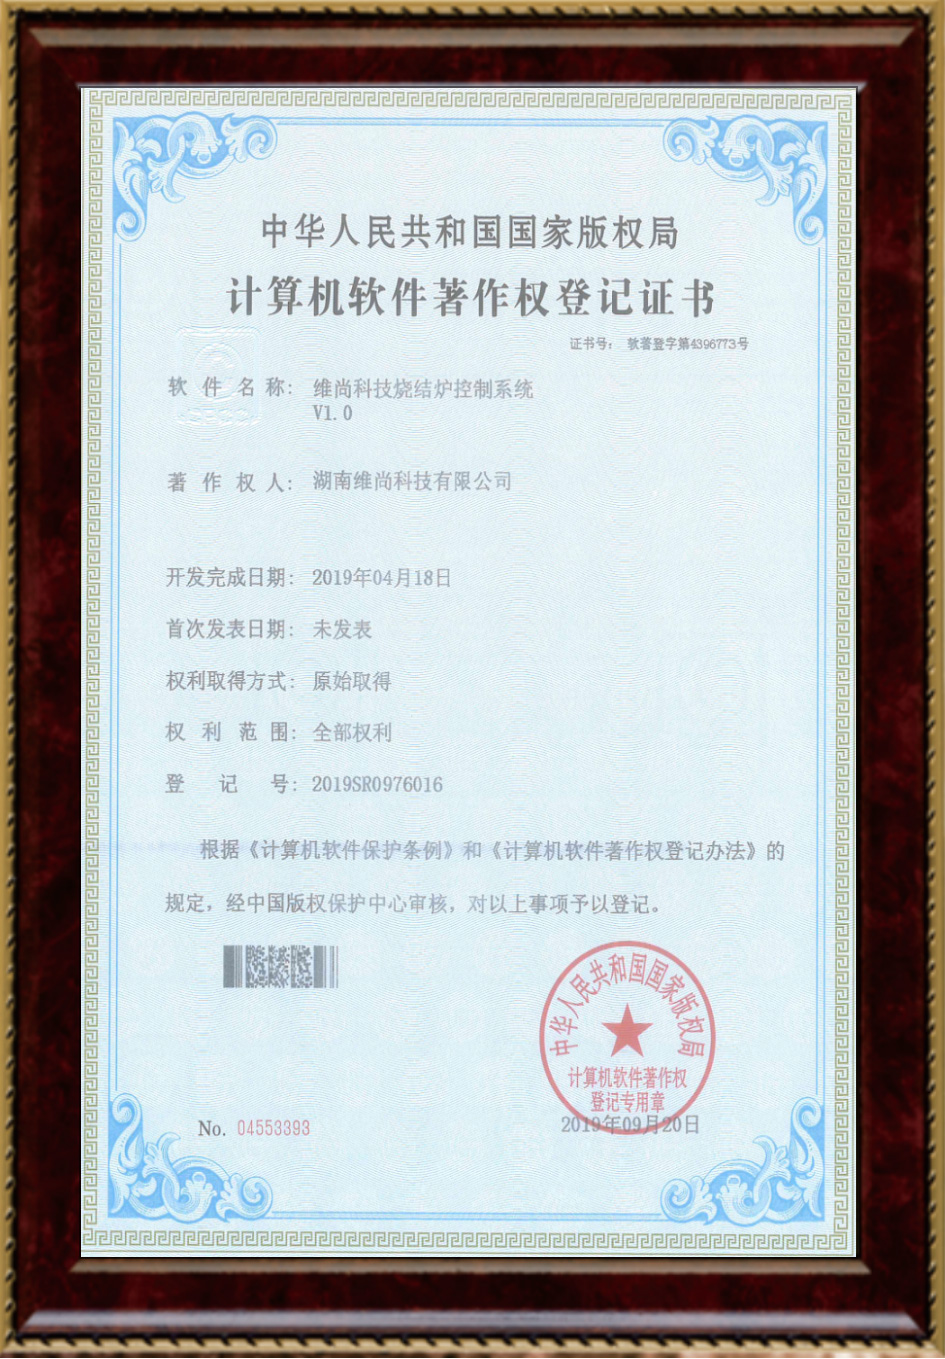 中华人民共和国国家版权局
计算机软件著作权登记证书
证书号： 软著登字第4396773号
软件名称： 维尚科技烧结炉控制系统
V1.0
著作权人： 湖南维尚科技有限公司
开发完成日期： 2019年04月18日
首次发表日期： 未发表
权利取得方式： 原始取得
权利范围： 全部权利
登记号： 2019SR0976016
根据《计算机软件保护条例》和《计算机软件著作权登记办法》的
规定，经中国版权保护中心审核，对以上事项予以登记。
中华人民共和国国家版权局
计算机软件著作权
登记专用章
No. 04553393
2019年09月20日